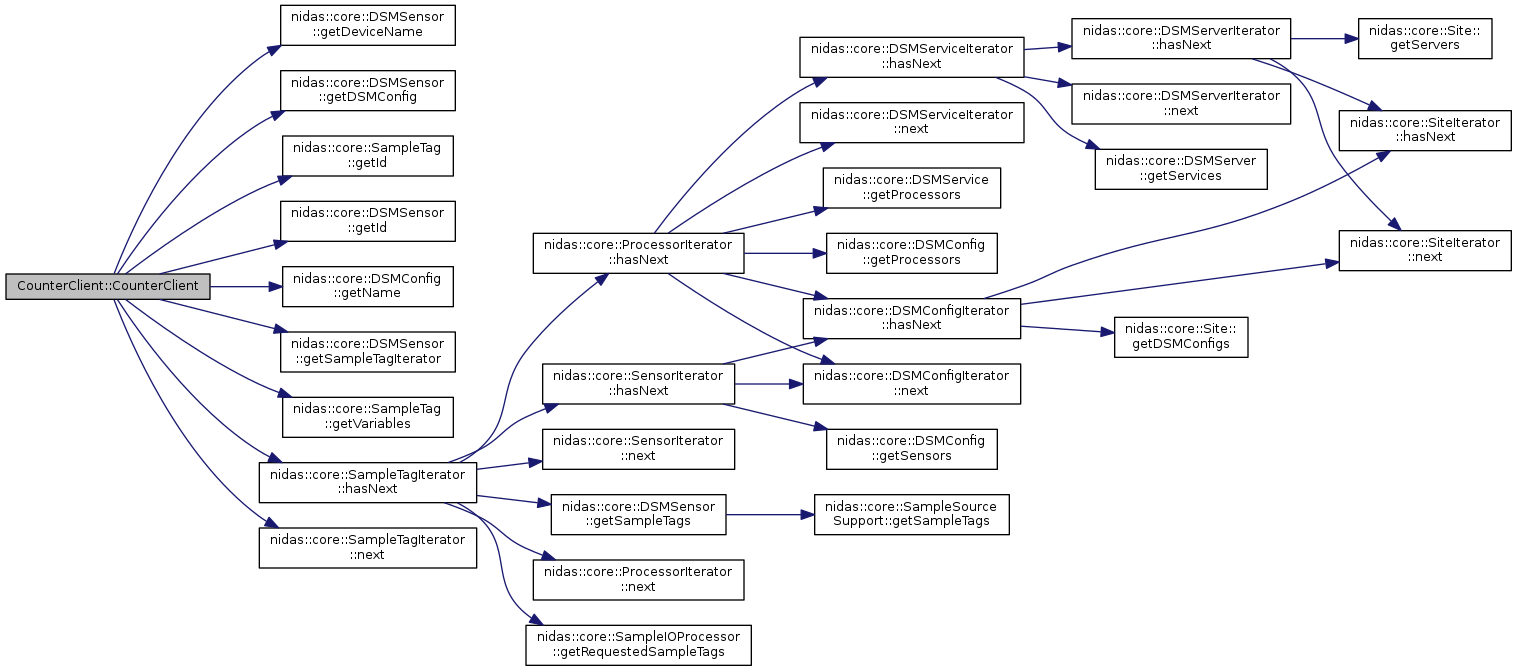 CounterClient::CounterClient
nidas::core::DSMSensor
::getDeviceName
nidas::core::DSMSensor
::getDSMConfig
nidas::core::SampleTag
::getId
nidas::core::DSMSensor
::getId
nidas::core::DSMConfig
::getName
nidas::core::DSMSensor
::getSampleTagIterator
nidas::core::SampleTag
::getVariables
nidas::core::SampleTagIterator
::hasNext
nidas::core::SampleTagIterator
::next
nidas::core::ProcessorIterator
::hasNext
nidas::core::SensorIterator
::hasNext
nidas::core::SensorIterator
::next
nidas::core::DSMSensor
::getSampleTags
nidas::core::ProcessorIterator
::next
nidas::core::SampleIOProcessor
::getRequestedSampleTags
nidas::core::DSMServiceIterator
::hasNext
nidas::core::DSMServiceIterator
::next
nidas::core::DSMService
::getProcessors
nidas::core::DSMConfig
::getProcessors
nidas::core::DSMConfigIterator
::hasNext
nidas::core::DSMConfigIterator
::next
nidas::core::DSMConfig
::getSensors
nidas::core::SampleSource
Support::getSampleTags
nidas::core::DSMServerIterator
::hasNext
nidas::core::DSMServerIterator
::next
nidas::core::DSMServer
::getServices
nidas::core::Site::
getDSMConfigs
nidas::core::Site::
getServers
nidas::core::SiteIterator
::hasNext
nidas::core::SiteIterator
::next